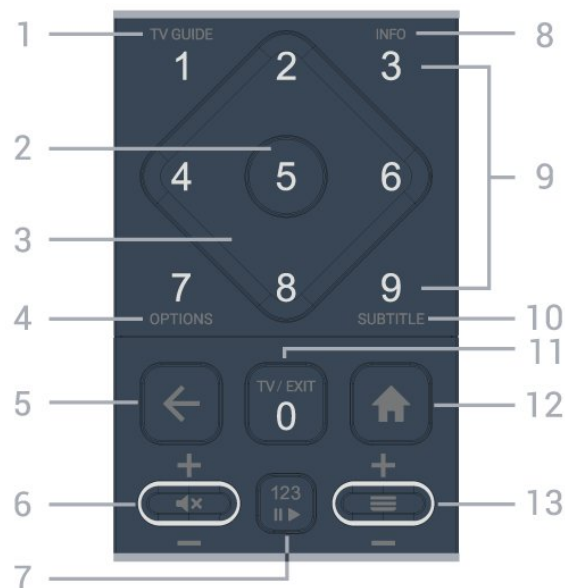 1 TV GUIDE INFO 8
1 2 3
2 4 5 6 9
3
7 8 9
4 OPTIONS SUBTITLE 10
11
5 TV / EXIT 12
0
+ +
6 123 13
− −
7